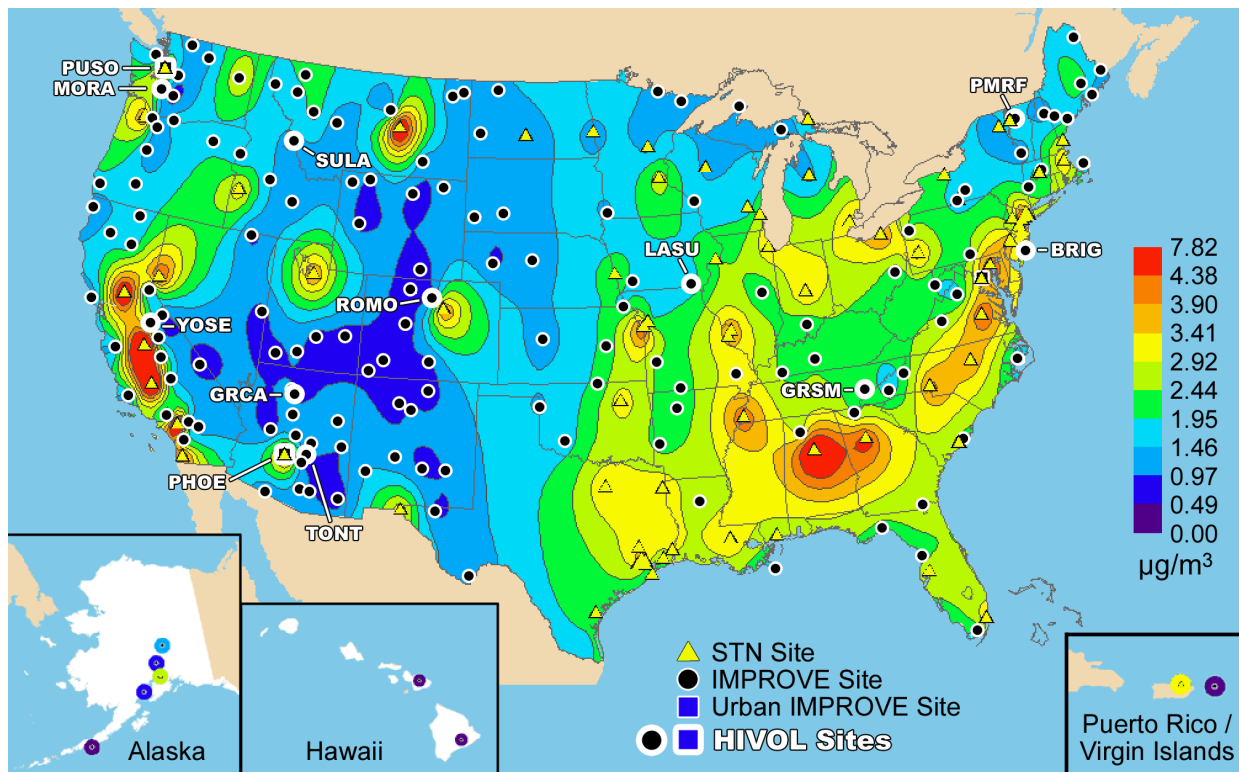 PUSO
MORA
SULA
PMRF
LASU
BRIG
ROMO
YOSE
GRCA
GRSM
PHOE
TONT
7.82
4.38
3.90
3.41
2.92
2.44
1.95
1.46
0.97
0.49
0.00
µg/m³
STN Site
IMPROVE Site
Urban IMPROVE Site
HIVOL Sites
Alaska
Hawaii
Puerto Rico /
Virgin Islands